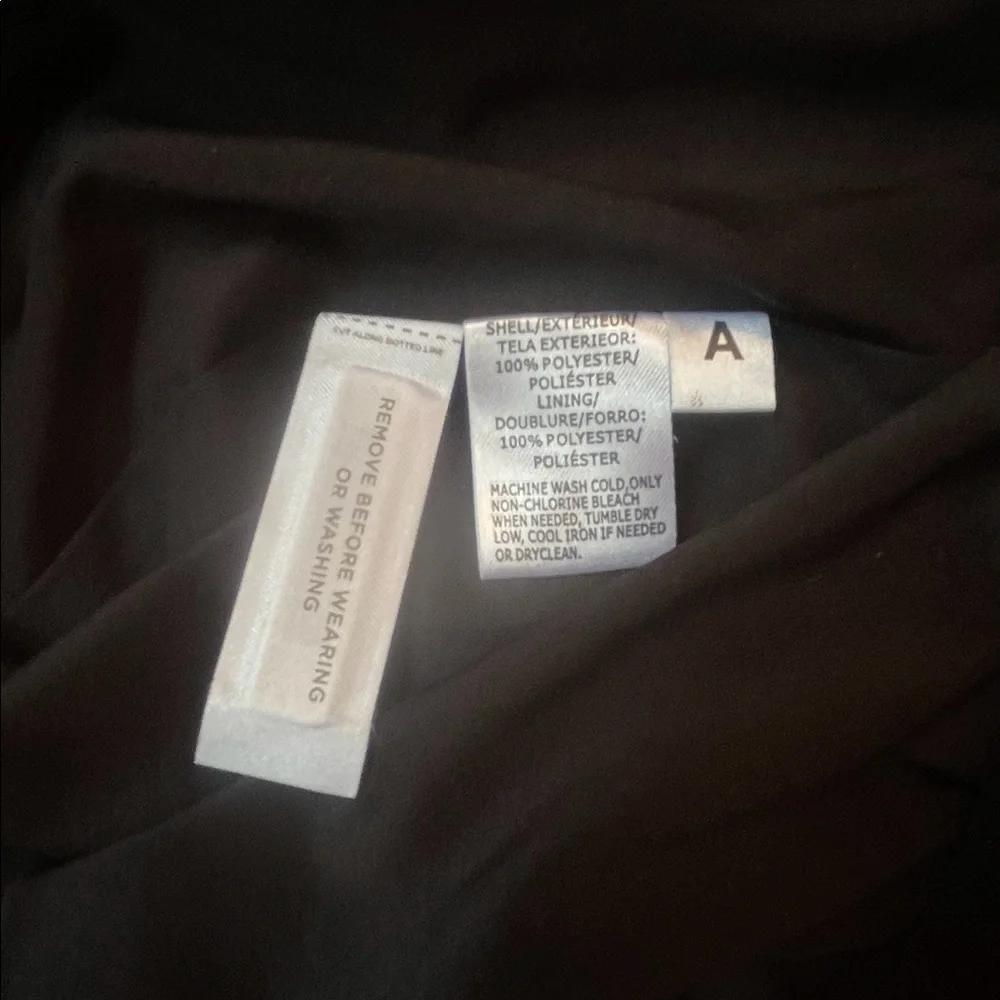 CUT ALONG DOTTED LINE
REMOVE BEFORE WEARING
OR WASHING
SHELL/EXTÉRIEUR/
TELA EXTERIOR:
100% POLYESTER/
POLIÉSTER
LINING/
DOUBLURE/FORRO:
100% POLYESTER/
POLIÉSTER
MACHINE WASH COLD,ONLY
NON-CHLORINE BLEACH
WHEN NEEDED, TUMBLE DRY
LOW, COOL IRON IF NEEDED
OR DRYCLEAN.
A